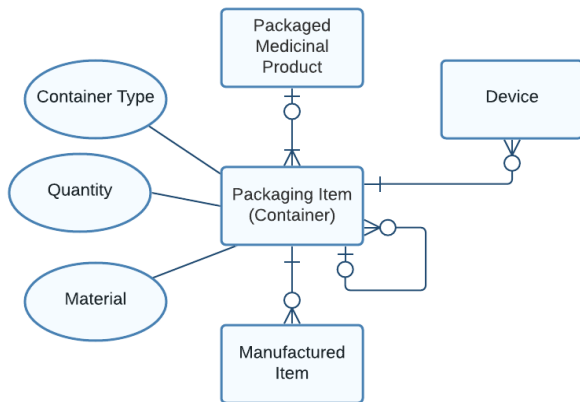 Packaged
Medicinal
Product
Container Type
Device
Quantity
Packaging Item
(Container)
Material
Manufactured
Item